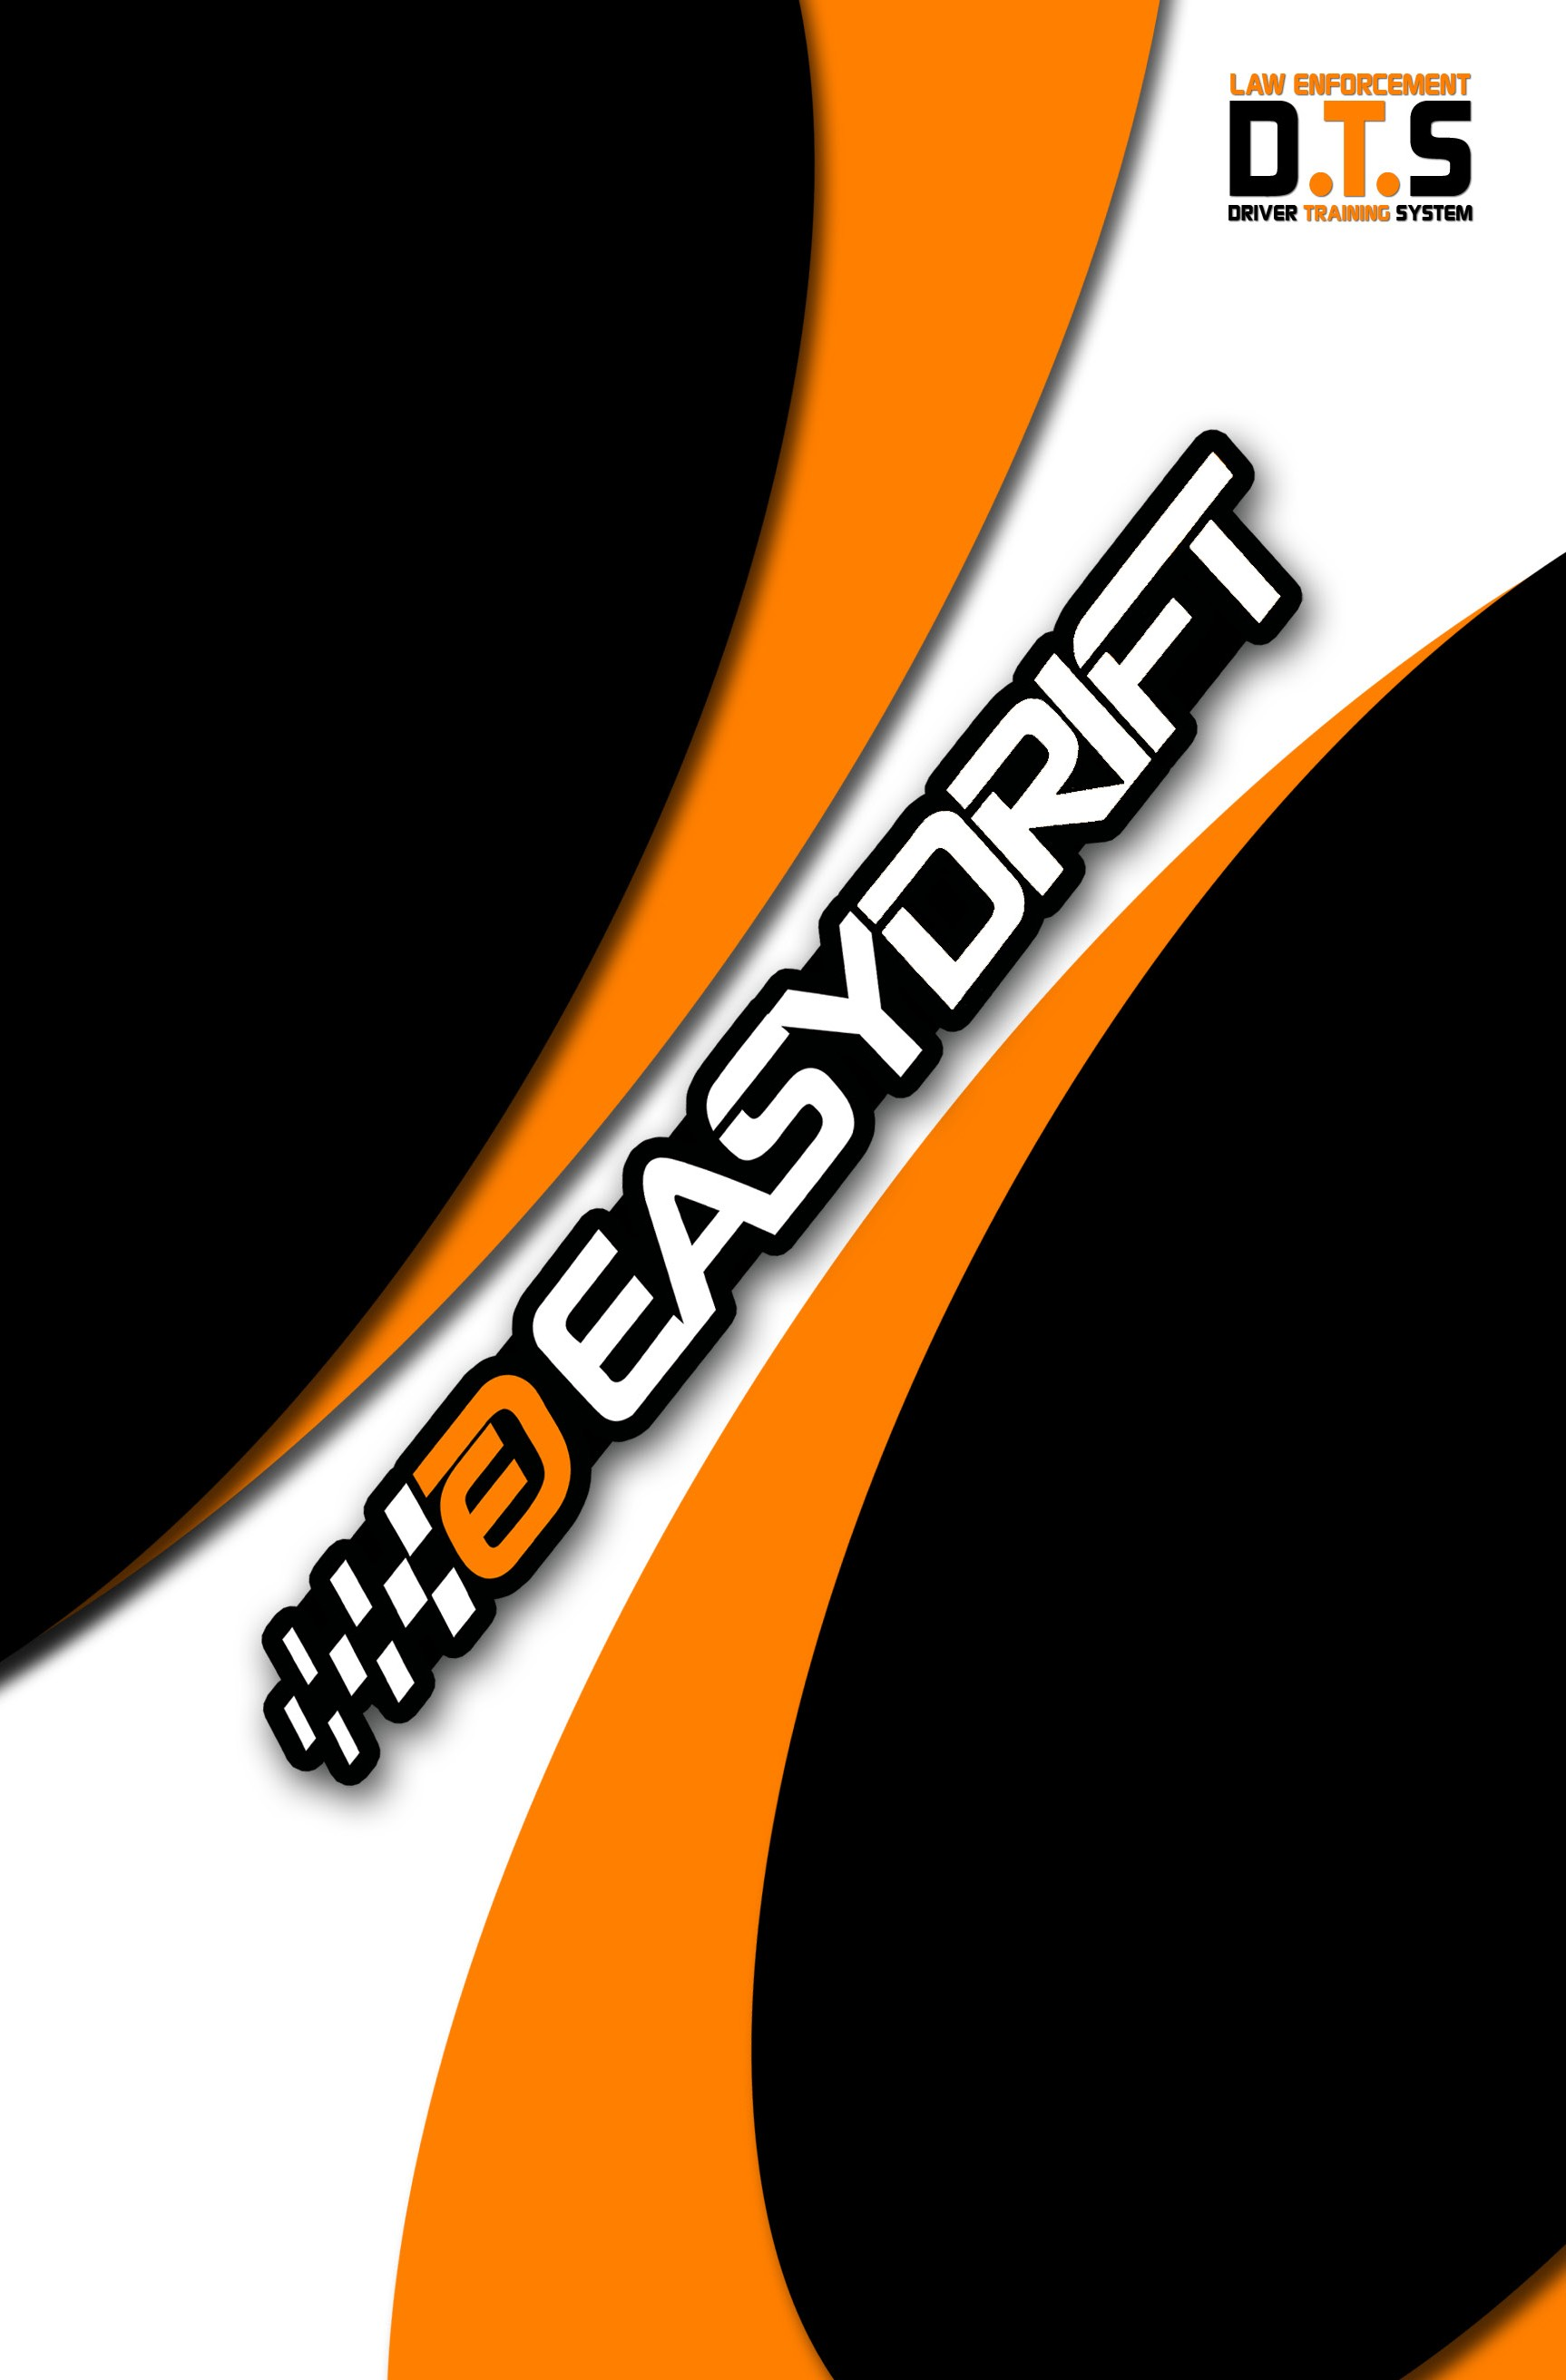 LAW ENFORCEMENT
D.T.S
DRIVER TRAINING SYSTEM
EASYDRIFT